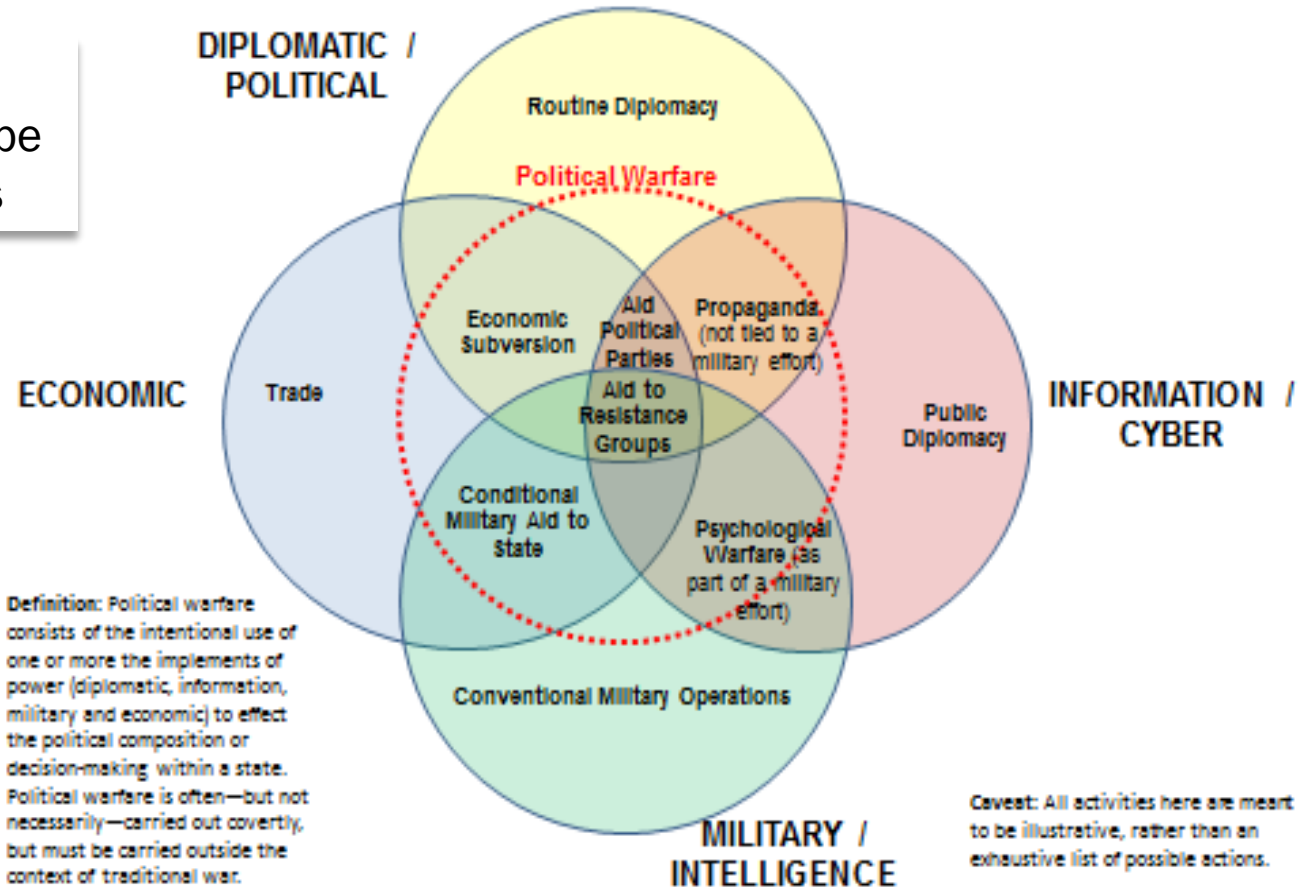 be
s
DIPLOMATIC /
POLITICAL
Routine Diplomacy
Political Warfare
Economic
Subversion
Aid
Political
Parties
Propaganda
(not tied to a
military effort)
ECONOMIC
Trade
Aid to
Resistance
Groups
Public
Diplomacy
INFORMATION /
CYBER
Conditional
Military Aid to
State
Psychological
Warfare (as
part of a military
effort)
Conventional Military Operations
MILITARY /
INTELLIGENCE
Definition: Political warfare
consists of the intentional use of
one or more the implements of
power (diplomatic, information,
military and economic) to effect
the political composition or
decision-making within a state.
Political warfare is often—but not
necessarily—carried out covertly,
but must be carried outside the
context of traditional war.
Caveat: All activities here are meant
to be illustrative, rather than an
exhaustive list of possible actions.